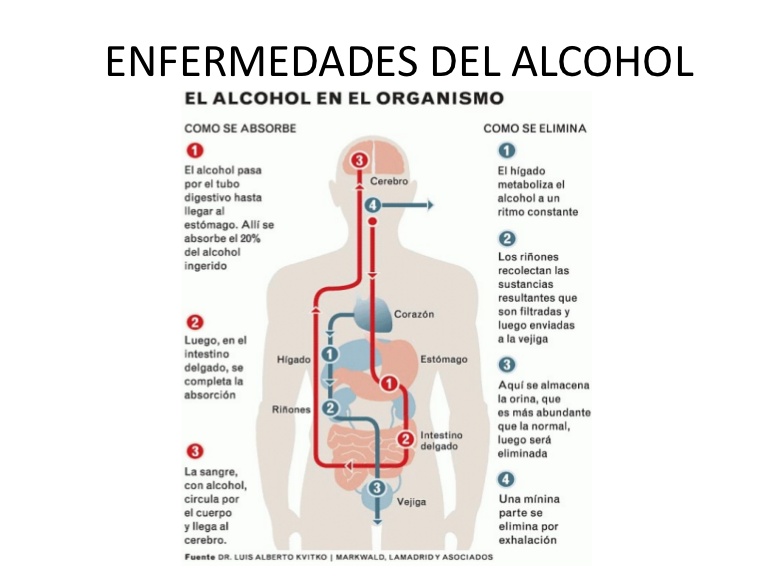 ENFERMEDADES DEL ALCOHOL
EL ALCOHOL EN EL ORGANISMO
COMO SE ABSORBE
1
El alcohol pasa
por el tubo
digestivo hasta
llegar al
estómago. Allí se
absorbe el 20%
del alcohol
ingerido
2
Luego, en el
intestino
delgado, se
completa la
absorción
3
La sangre,
con alcohol,
circula por
el cuerpo
y llega al
cerebro.
3
Cerebro
4
Corazón
1
Hígado
Estómago
1
Riñones
2
2
Intestino
delgado
3
Vejiga
COMO SE ELIMINA
1
El hígado
metaboliza el
alcohol a un
ritmo constante
2
Los riñones
recolectan las
sustancias
resultantes que
son filtradas y
luego enviadas
a la vejiga
3
Aquí se almacena
la orina, que
es más abundante
que la normal,
luego será
eliminada
4
Una mínina
parte se
elimina por
exhalación
Fuente DR. LUIS ALBERTO KVITKO | MARKWALD, LAMADRID Y ASOCIADOS